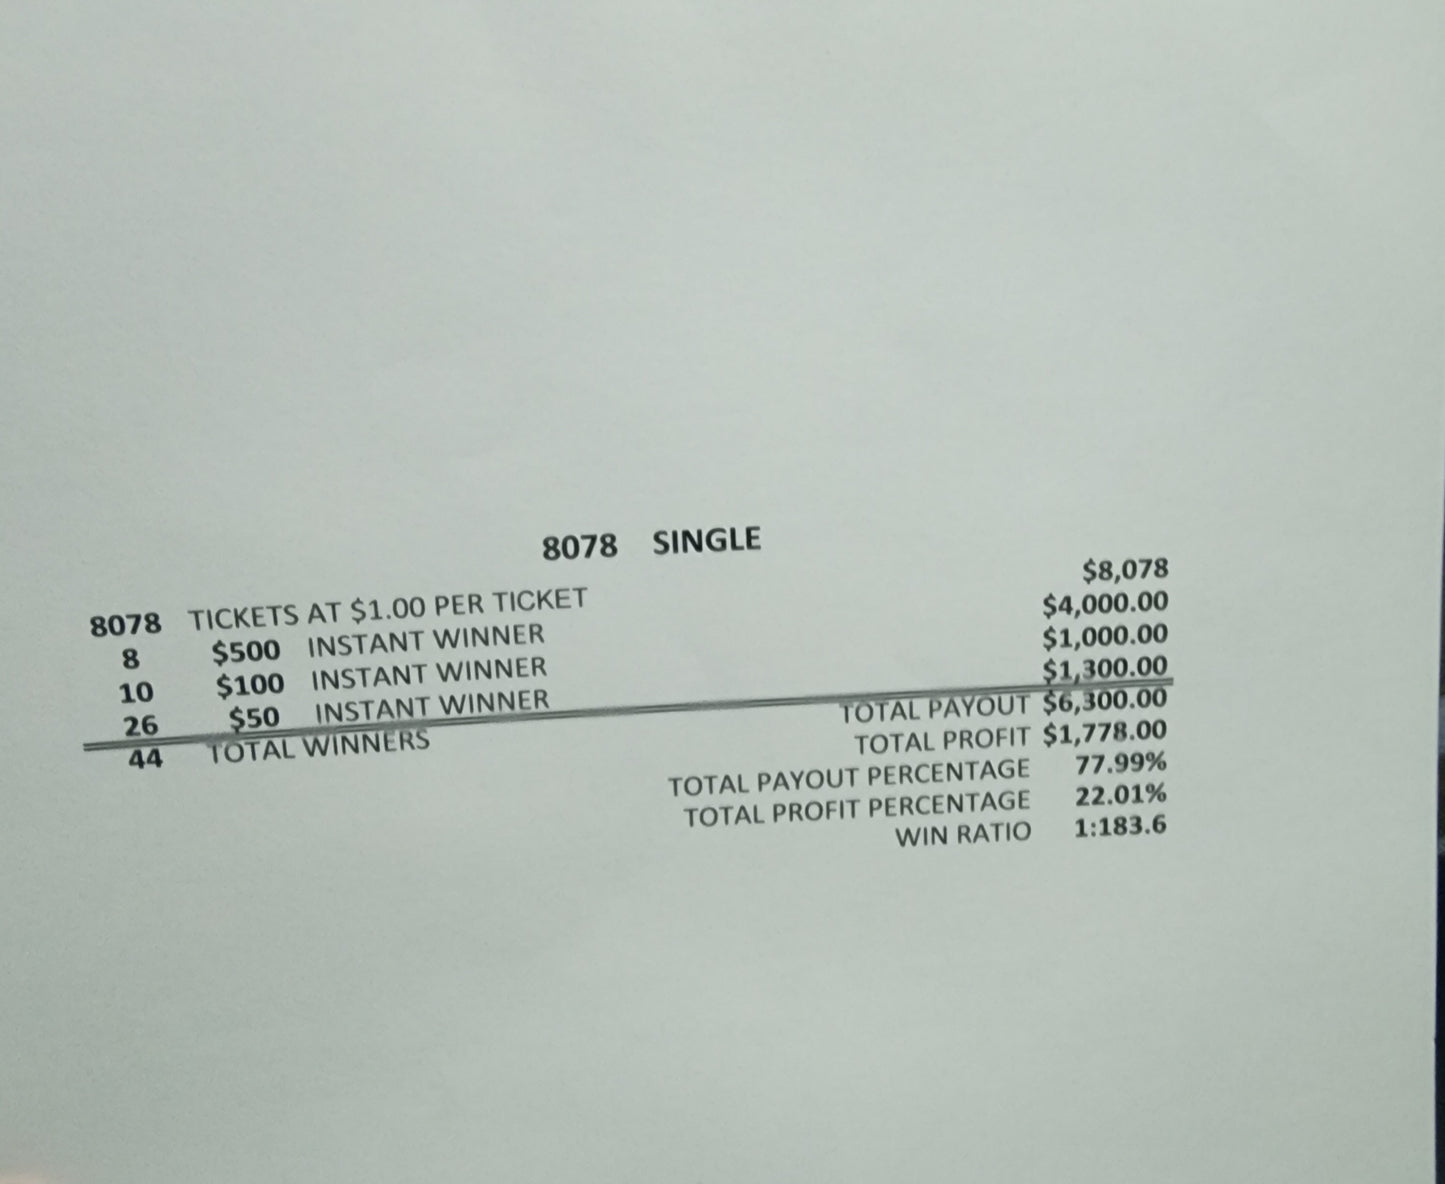 8078 SINGLE
8078 TICKETS AT $1.00 PER TICKET $8,078
8 $500 INSTANT WINNER $4,000.00
10 $100 INSTANT WINNER $1,000.00
26 $50 INSTANT WINNER $1,300.00
44 TOTAL WINNERS TOTAL PAYOUT $6,300.00
TOTAL PROFIT $1,778.00
TOTAL PAYOUT PERCENTAGE 77.99%
TOTAL PROFIT PERCENTAGE 22.01%
WIN RATIO 1:183.6